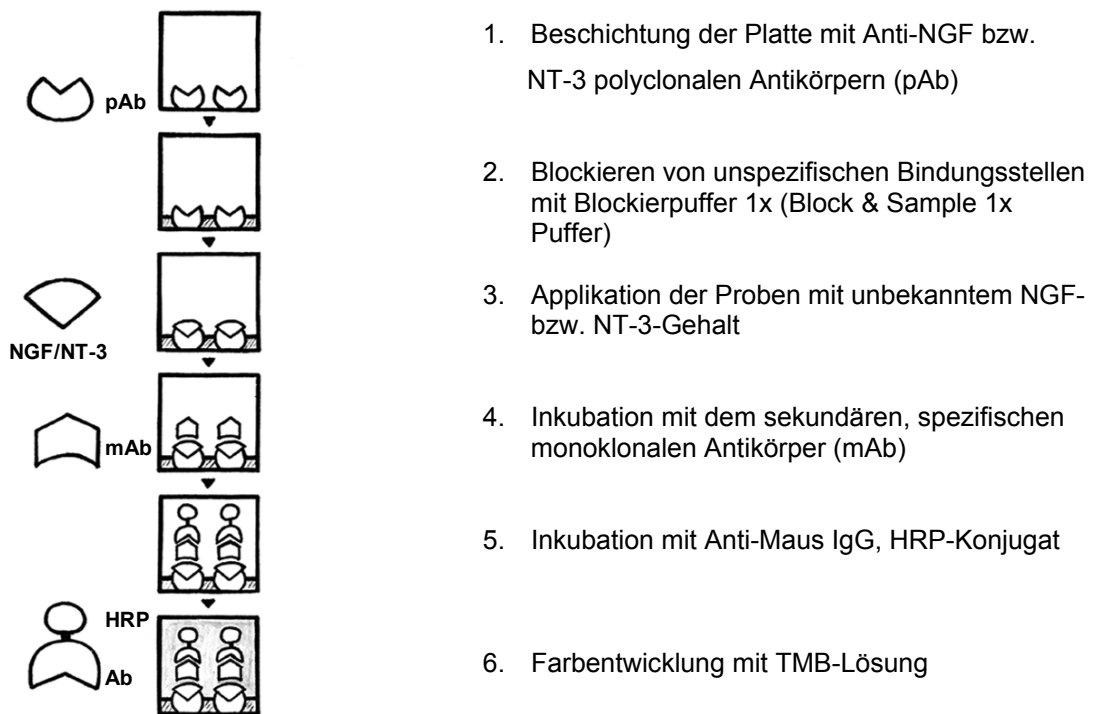 1. Beschichtung der Platte mit Anti-NGF bzw.
NT-3 polyclonalen Antikörpern (pAb)
pAb
2. Blockieren von unspezifischen Bindungsstellen
mit Blockierpuffer 1x (Block & Sample 1x
Puffer)
3. Applikation der Proben mit unbekanntem NGF-
bzw. NT-3-Gehalt
NGF/NT-3
4. Inkubation mit dem sekundären, spezifischen
monoklonalen Antikörper (mAb)
mAb
5. Inkubation mit Anti-Maus IgG, HRP-Konjugat
HRP
Ab
6. Farbentwicklung mit TMB-Lösung